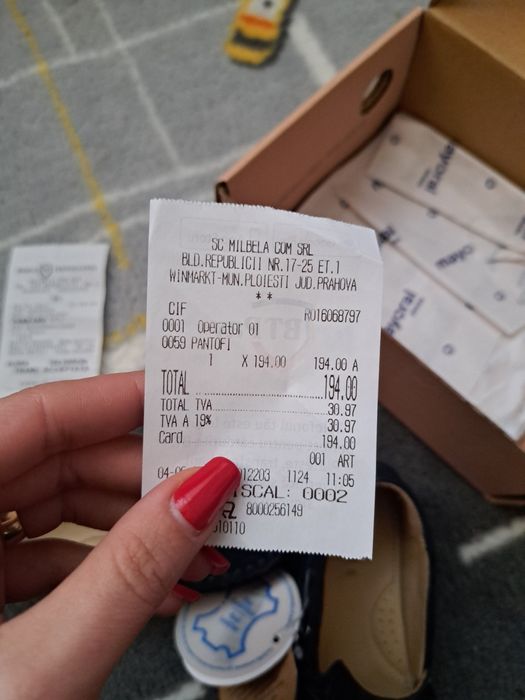 SC MILBELA COM SRL
BLD.REPUBLICII NR.17-25 ET.1
WINMARKT-MUN.PLOIESTI JUD.PRAHOVA
* *
CIF RO16068797
0001 Operator 01
0059 PANTOFI
1 X 194.00 194.00 A
TOTAL 194.00
TOTAL TVA 30.97
TVA A 19% 30.97
Card 194.00
001 ART
1124 11:05
ISCAL: 0002
8000256149
mayoral